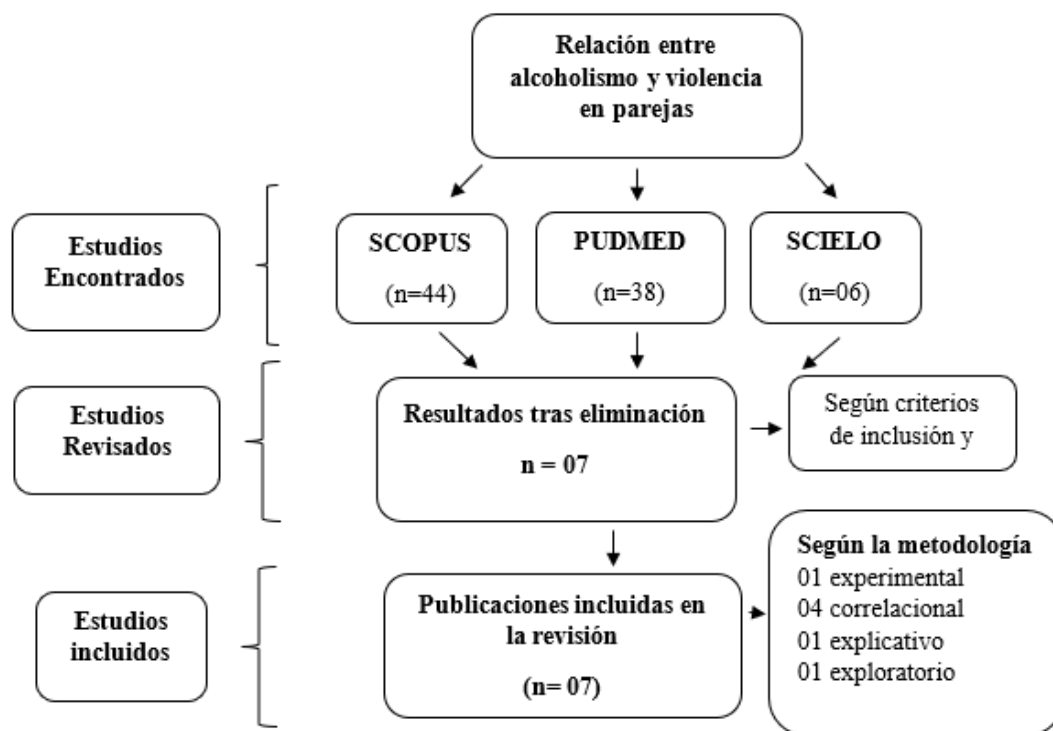 Relación entre
alcoholismo y violencia
en parejas
Estudios
Encontrados
SCOPUS
(n=44)
PUDMED
(n=38)
SCIELO
(n=06)
Estudios
Revisados
Resultados tras eliminación
n = 07
Según criterios
de inclusión y
Estudios
incluidos
Publicaciones incluidas en
la revisión
(n= 07)
Según la metodología
01 experimental
04 correlacional
01 explicativo
01 exploratorio